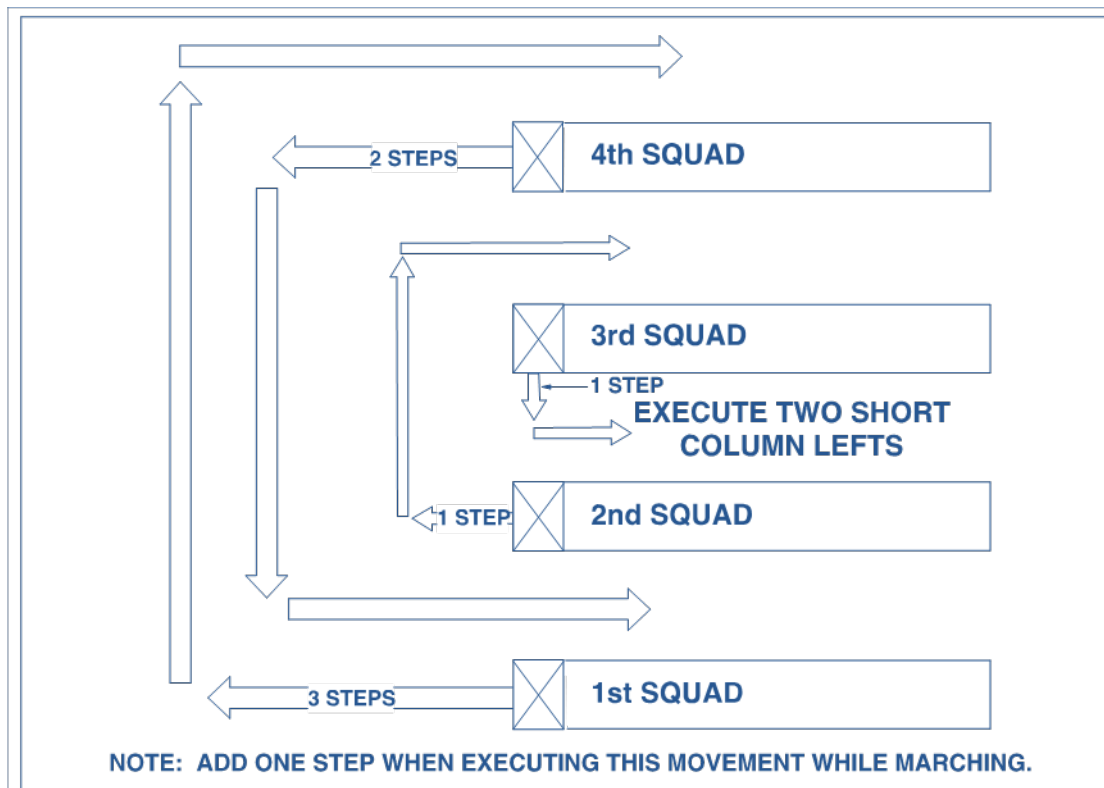 2 STEPS
4th SQUAD
3rd SQUAD
1 STEP
EXECUTE TWO SHORT
COLUMN LEFTS
1 STEP
2nd SQUAD
3 STEPS
1st SQUAD
NOTE: ADD ONE STEP WHEN EXECUTING THIS MOVEMENT WHILE MARCHING.